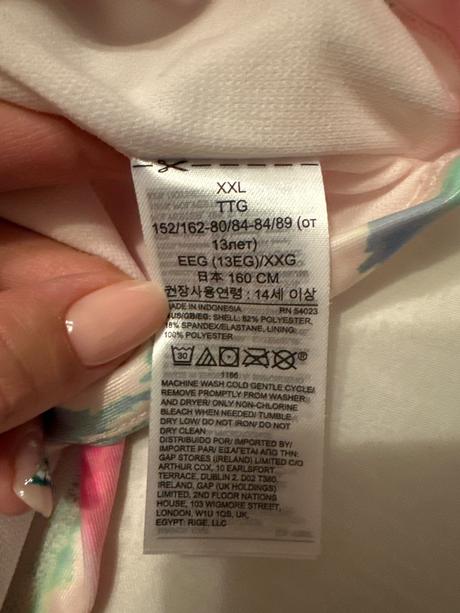 XXL
TTG
152/162-80/84-84/89 (от
13лет)
EEG (13EG)/XXG
日本 160 CM
권장사용연령 : 14세 이상
MADE IN INDONESIA RN 54023
AUS/GB/EG: SHELL: 82% POLYESTER,
18% SPANDEX/ELASTANE, LINING:
100% POLYESTER
30
1166
MACHINE WASH COLD GENTLE CYCLE/
REMOVE PROMPTLY FROM WASHER
AND DRYER/ ONLY NON-CHLORINE
BLEACH WHEN NEEDED/ TUMBLE
DRY LOW/ DO NOT IRON/ DO NOT
DRY CLEAN
DISTRIBUIDO POR/ IMPORTED BY/
IMPORTE PAR/ ΕΙΣΑΓΕΤΑΙ ΑΠΟ ΤΗΝ:
GAP STORES (IRELAND) LIMITED C/O
ARTHUR COX, 10 EARLSFORT
TERRACE, DUBLIN 2, D02 T380,
IRELAND, GAP (UK HOLDINGS)
LIMITED, 2ND FLOOR NATIONS
HOUSE, 103 WIGMORE STREET,
LONDON, W1U 1QS, UK,
EGYPT: RIGE, LLC